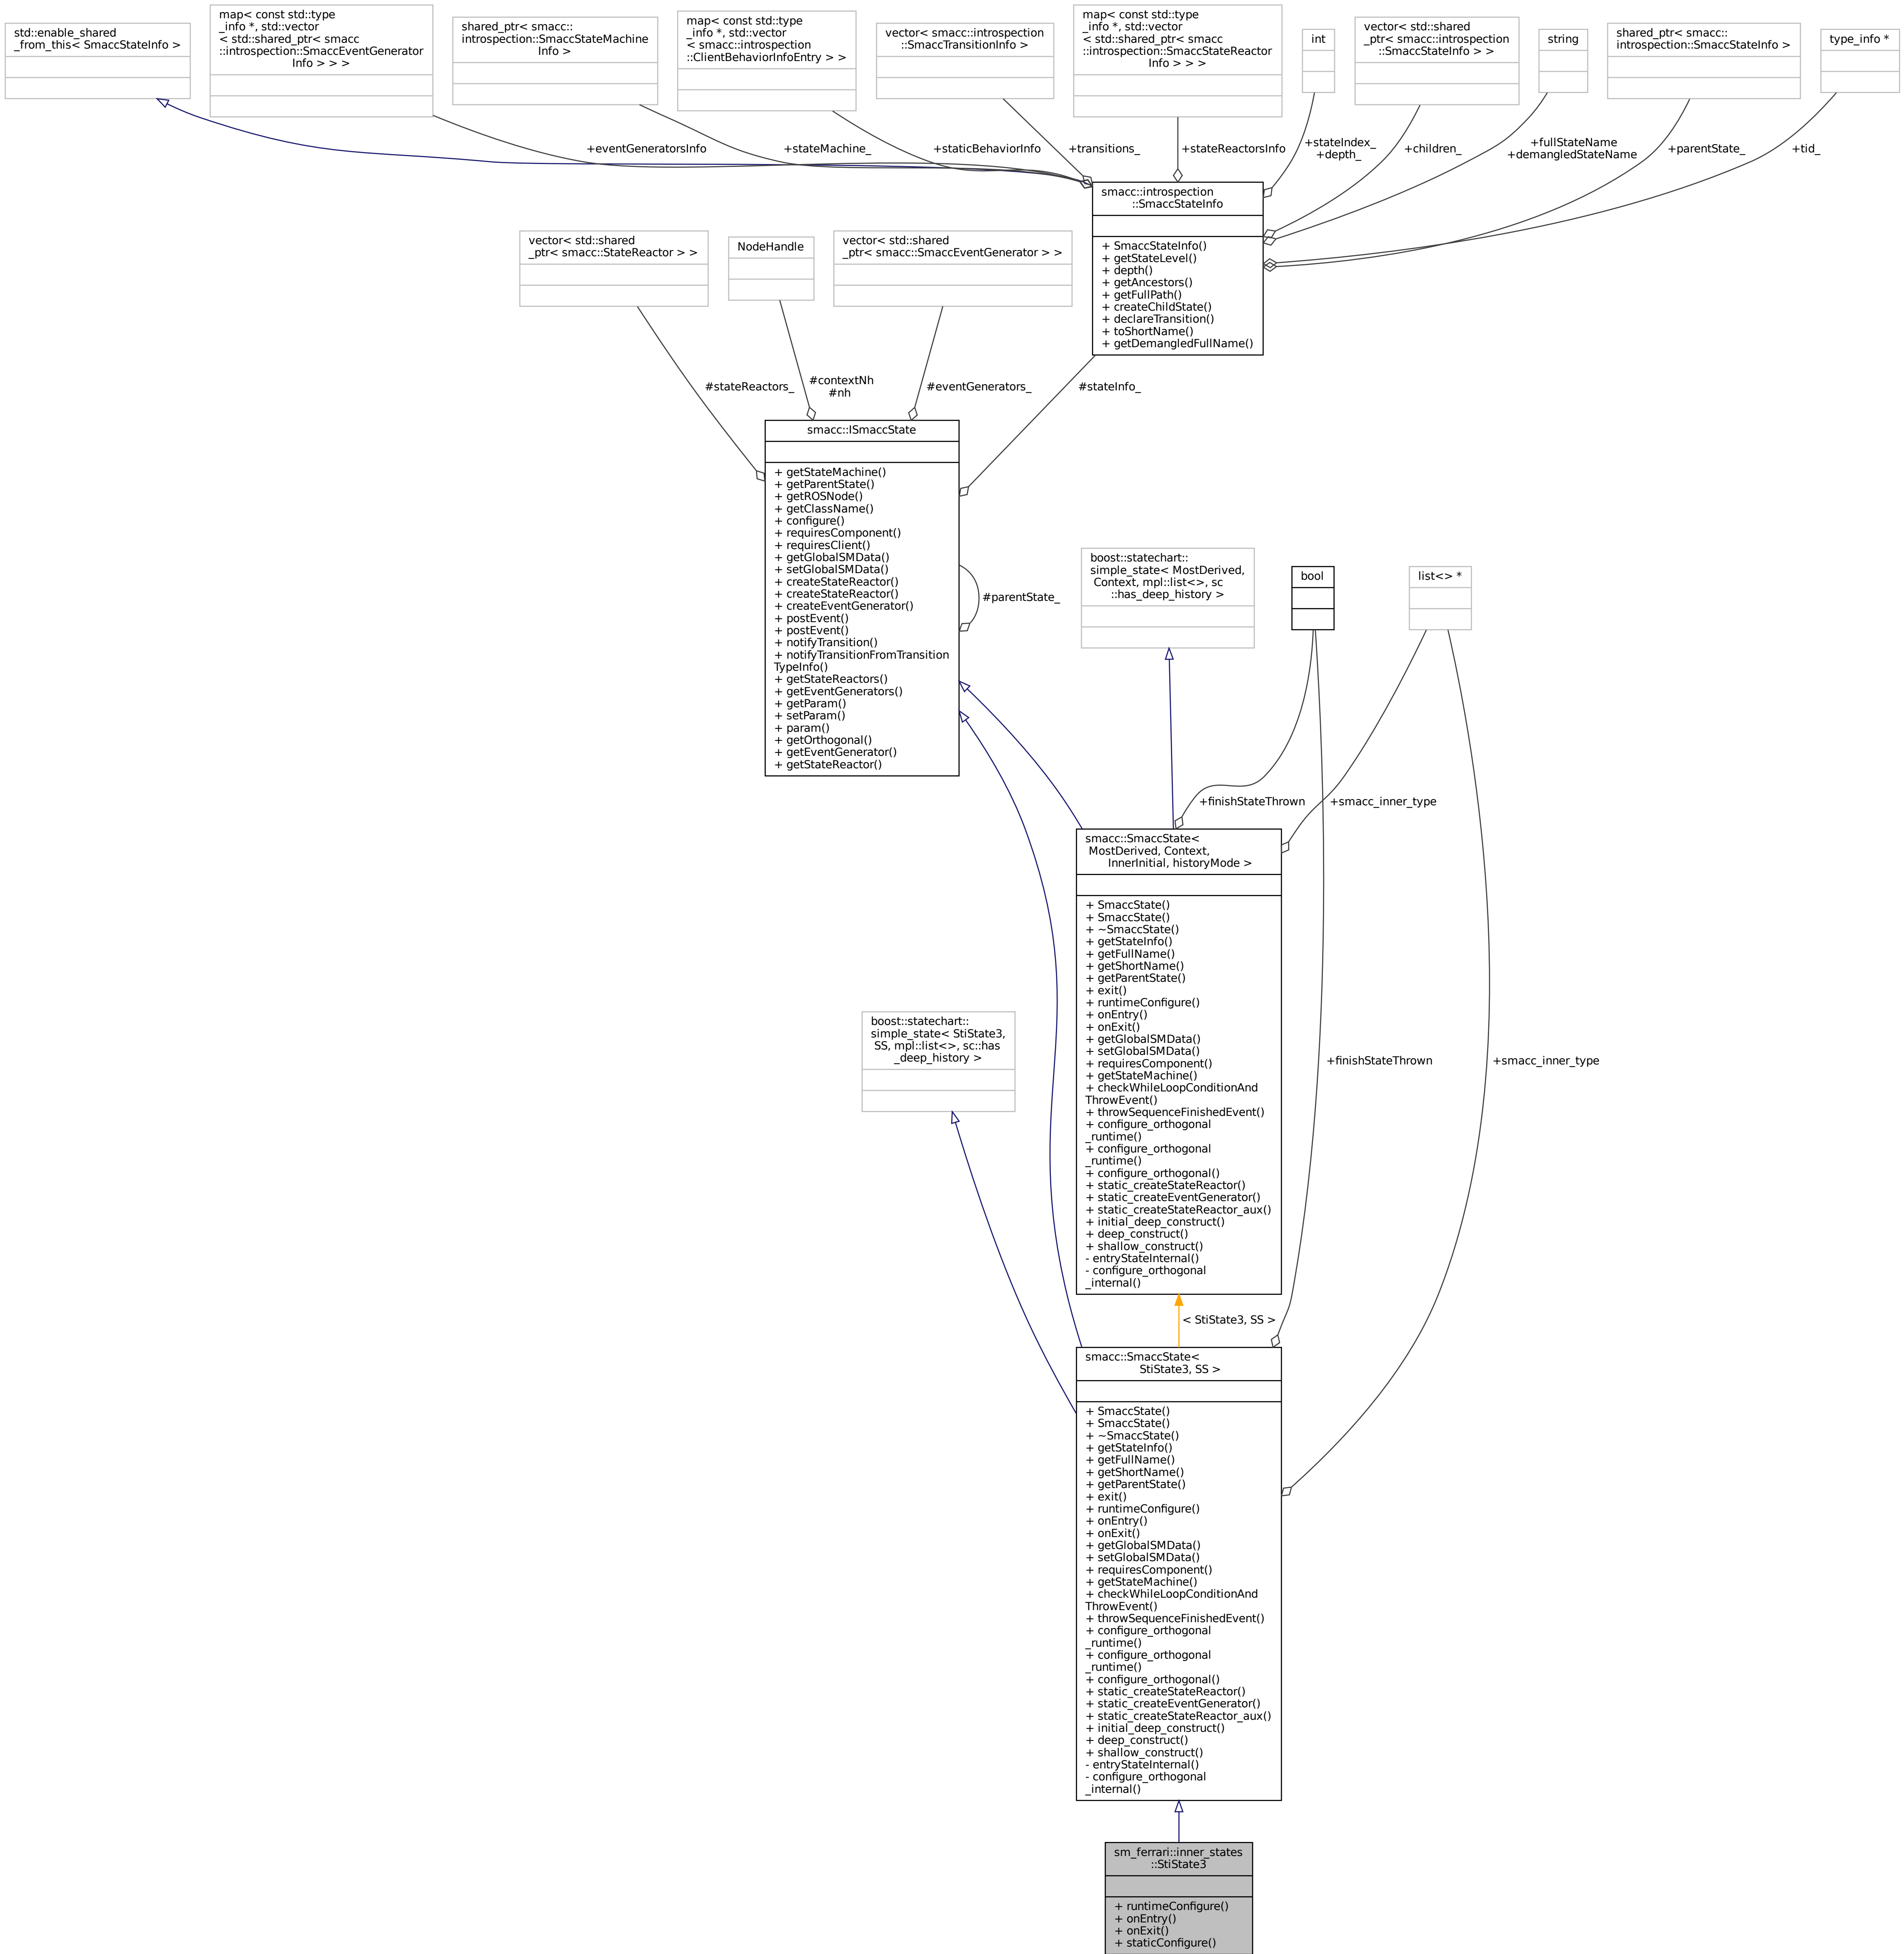 std::enable_shared
_from_this< SmaccStateInfo >
map< const std::type
_info *, std::vector
< std::shared_ptr< smacc
::introspection::SmaccEventGenerator
Info > > >
shared_ptr< smacc::
introspection::SmaccStateMachine
Info >
map< const std::type
_info *, std::vector
< smacc::introspection
::ClientBehaviorInfoEntry > >
vector< smacc::introspection
::SmaccTransitionInfo >
map< const std::type
_info *, std::vector
< std::shared_ptr< smacc
::introspection::SmaccStateReactor
Info > > >
int
vector< std::shared
_ptr< smacc::introspection
::SmaccStateInfo > >
string
shared_ptr< smacc::
introspection::SmaccStateInfo >
type_info *
+eventGeneratorsInfo
+stateMachine_
+staticBehaviorInfo
+transitions_
+stateReactorsInfo
+stateIndex_
+depth_
+children_
+fullStateName
+demangledStateName
+parentState_
+tid_
smacc::introspection
::SmaccStateInfo
+ SmaccStateInfo()
+ getStateLevel()
+ depth()
+ getAncestors()
+ getFullPath()
+ createChildState()
+ declareTransition()
+ toShortName()
+ getDemangledFullName()
vector< std::shared
_ptr< smacc::StateReactor > >
NodeHandle
vector< std::shared
_ptr< smacc::SmaccEventGenerator > >
#stateReactors_
#contextNh
#nh
#eventGenerators_
#stateInfo_
smacc::ISmaccState
+ getStateMachine()
+ getParentState()
+ getROSNode()
+ getClassName()
+ configure()
+ requiresComponent()
+ requiresClient()
+ getGlobalSMData()
+ setGlobalSMData()
+ createStateReactor()
+ createStateReactor()
+ createEventGenerator()
+ postEvent()
+ postEvent()
+ notifyTransition()
+ notifyTransitionFromTransition
TypeInfo()
+ getStateReactors()
+ getEventGenerators()
+ getParam()
+ setParam()
+ param()
+ getOrthogonal()
+ getEventGenerator()
+ getStateReactor()
#parentState_
boost::statechart::
simple_state< MostDerived,
Context, mpl::list<>, sc
::has_deep_history >
bool
list<> *
+finishStateThrown
+smacc_inner_type
smacc::SmaccState<
MostDerived, Context,
InnerInitial, historyMode >
+ SmaccState()
+ SmaccState()
+ ~SmaccState()
+ getStateInfo()
+ getFullName()
+ getShortName()
+ getParentState()
+ exit()
+ runtimeConfigure()
+ onEntry()
+ onExit()
+ getGlobalSMData()
+ setGlobalSMData()
+ requiresComponent()
+ getStateMachine()
+ checkWhileLoopConditionAnd
ThrowEvent()
+ throwSequenceFinishedEvent()
+ configure_orthogonal
_runtime()
+ configure_orthogonal
_runtime()
+ configure_orthogonal()
+ static_createStateReactor()
+ static_createEventGenerator()
+ static_createStateReactor_aux()
+ initial_deep_construct()
+ deep_construct()
+ shallow_construct()
- entryStateInternal()
- configure_orthogonal
_internal()
boost::statechart::
simple_state< StiState3,
SS, mpl::list<>, sc::has
_deep_history >
+finishStateThrown
+smacc_inner_type
< StiState3, SS >
smacc::SmaccState<
StiState3, SS >
+ SmaccState()
+ SmaccState()
+ ~SmaccState()
+ getStateInfo()
+ getFullName()
+ getShortName()
+ getParentState()
+ exit()
+ runtimeConfigure()
+ onEntry()
+ onExit()
+ getGlobalSMData()
+ setGlobalSMData()
+ requiresComponent()
+ getStateMachine()
+ checkWhileLoopConditionAnd
ThrowEvent()
+ throwSequenceFinishedEvent()
+ configure_orthogonal
_runtime()
+ configure_orthogonal
_runtime()
+ configure_orthogonal()
+ static_createStateReactor()
+ static_createEventGenerator()
+ static_createStateReactor_aux()
+ initial_deep_construct()
+ deep_construct()
+ shallow_construct()
- entryStateInternal()
- configure_orthogonal
_internal()
sm_ferrari::inner_states
::StiState3
+ runtimeConfigure()
+ onEntry()
+ onExit()
+ staticConfigure()